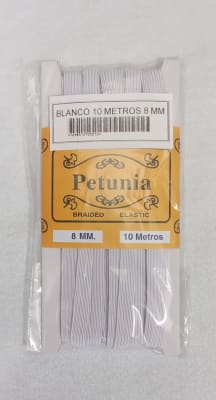 BLANCO 10 METROS 8 MM
Petunia
BRAIDED ELASTIC
8 MM. 10 Metros